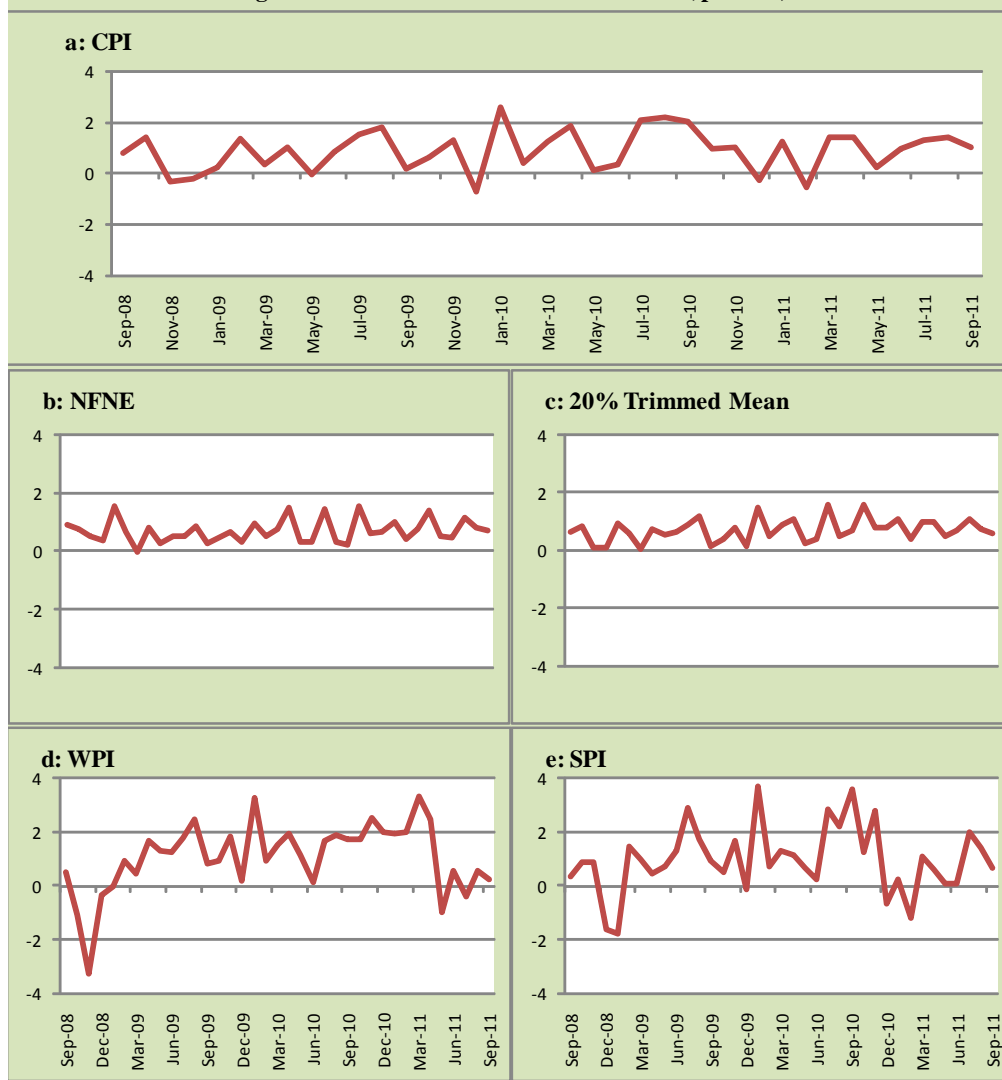 a: CPI
4
2
0
-2
-4
Sep-08
Nov-08
Jan-09
Mar-09
May-09
Jul-09
Sep-09
Nov-09
Jan-10
Mar-10
May-10
Jul-10
Sep-10
Nov-10
Jan-11
Mar-11
May-11
Jul-11
Sep-11
b: NFNE
4
2
0
-2
-4
c: 20% Trimmed Mean
4
2
0
-2
-4
d: WPI
4
2
0
-2
-4
Sep-08
Dec-08
Mar-09
Jun-09
Sep-09
Dec-09
Mar-10
Jun-10
Sep-10
Dec-10
Mar-11
Jun-11
Sep-11
e: SPI
4
2
0
-2
-4
Sep-08
Dec-08
Mar-09
Jun-09
Sep-09
Dec-09
Mar-10
Jun-10
Sep-10
Dec-10
Mar-11
Jun-11
Sep-11